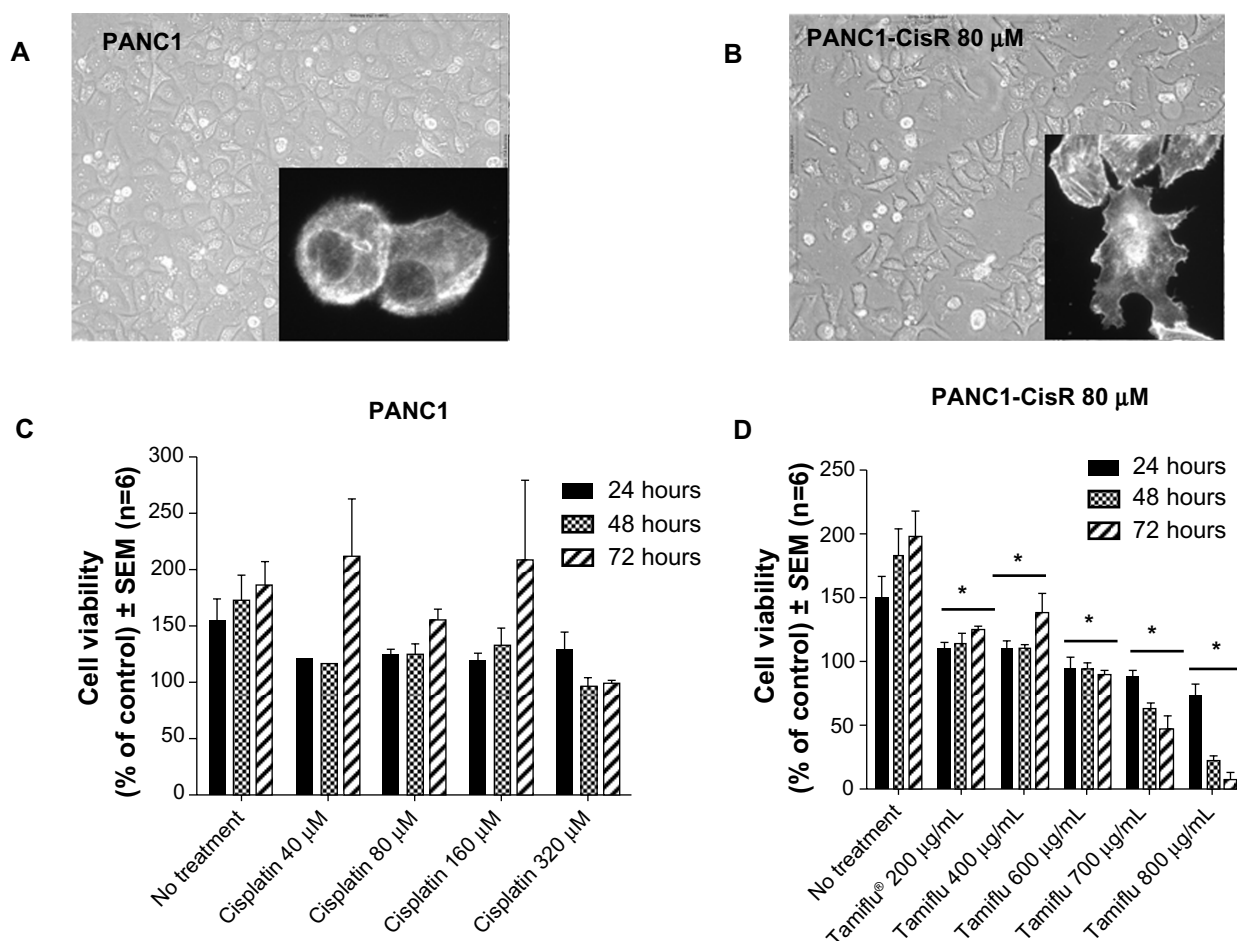 A
PANC1
B
PANC1-CisR 80 μM
C
PANC1
Cell viability
(% of control) ± SEM (n=6)
300
250
200
150
100
50
0
24 hours
48 hours
72 hours
No treatment
Cisplatin 40 μM
Cisplatin 80 μM
Cisplatin 160 μM
Cisplatin 320 μM
D
PANC1-CisR 80 μM
Cell viability
(% of control) ± SEM (n=6)
250
200
150
100
50
0
24 hours
48 hours
72 hours
*
*
*
*
*
No treatment
Tamiflu® 200 μg/mL
Tamiflu 400 μg/mL
Tamiflu 600 μg/mL
Tamiflu 700 μg/mL
Tamiflu 800 μg/mL